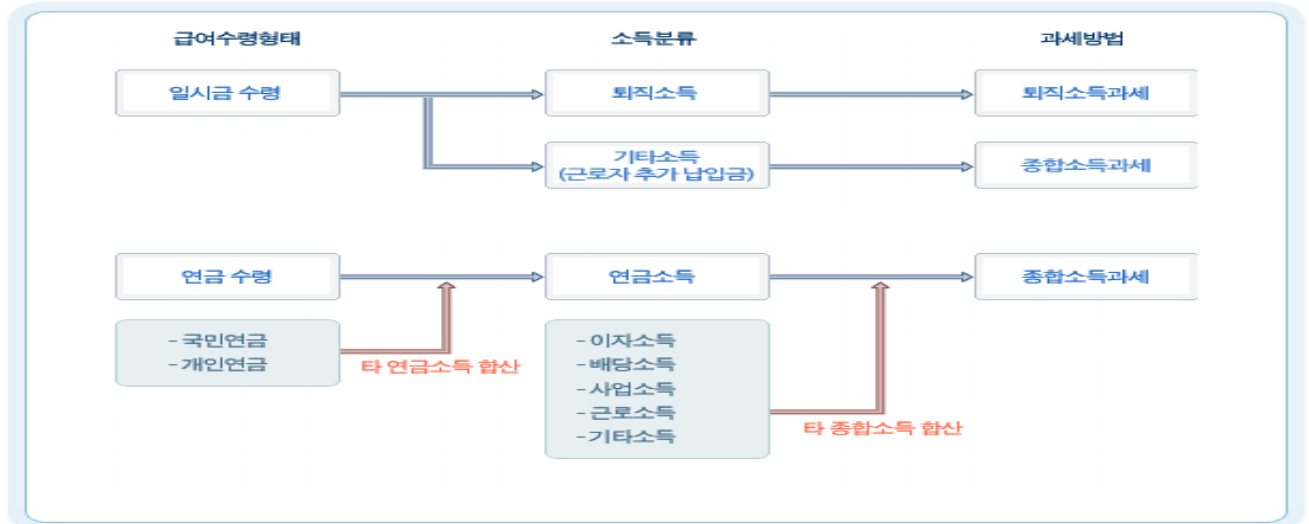 급여수령형태
소득분류
과세방법
일시금 수령
퇴직소득
퇴직소득과세
기타소득
(근로자 추가 납입금)
종합소득과세
연금 수령
연금소득
종합소득과세
- 국민연금
- 개인연금
타 연금소득 합산
- 이자소득
- 배당소득
- 사업소득
- 근로소득
- 기타소득
타 종합소득 합산